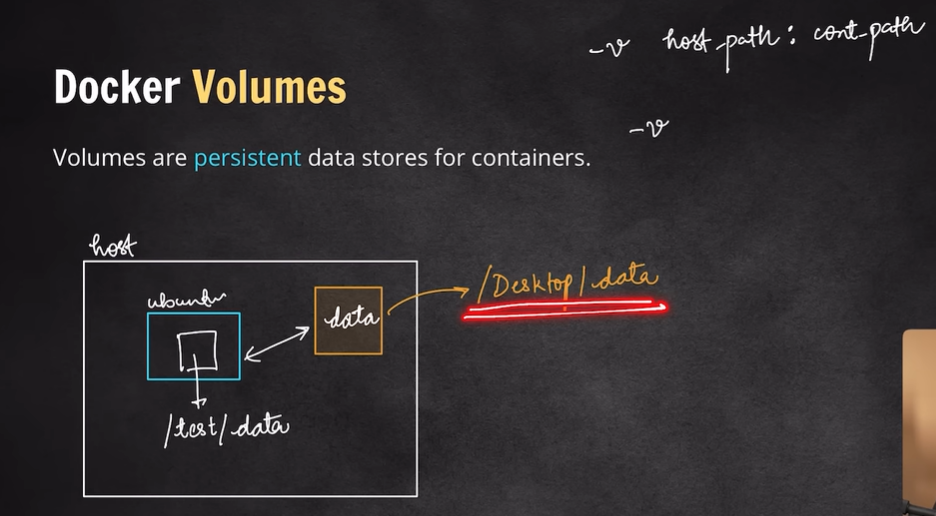 -v host-path : cont-path
Docker Volumes
-v
Volumes are persistent data stores for containers.
host
ubuntu
data
/Desktop/data
/test/data